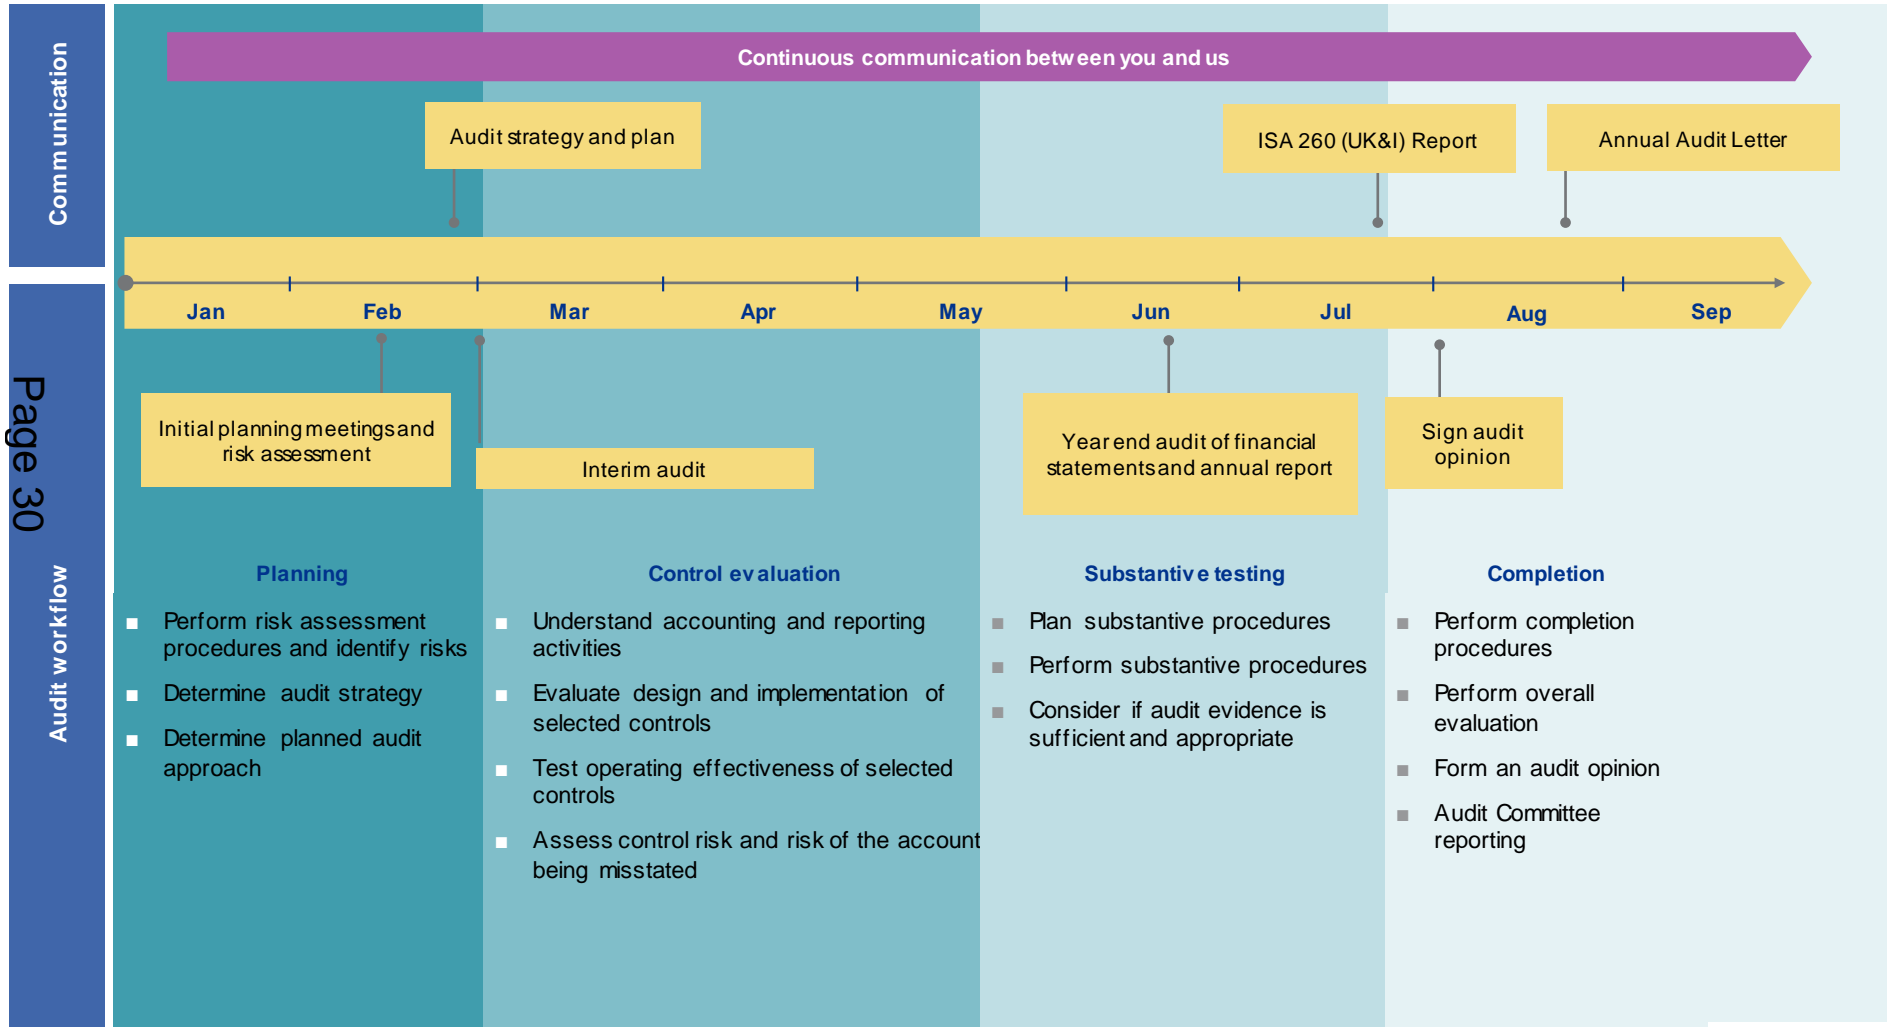 Communication
Continuous communication between you and us
Audit strategy and plan
ISA 260 (UK&I) Report
Annual Audit Letter
Jan
Feb
Mar
Apr
May
Jun
Jul
Aug
Sep
Page 30
Audit workflow
Initial planning meetings and
risk assessment
Interim audit
Year end audit of financial
statements and annual report
Sign audit
opinion
Planning
Perform risk assessment
procedures and identify risks
Determine audit strategy
Determine planned audit
approach
Control evaluation
Understand accounting and reporting
activities
Evaluate design and implementation of
selected controls
Test operating effectiveness of selected
controls
Assess control risk and risk of the account
being misstated
Substantive testing
Plan substantive procedures
Perform substantive procedures
Consider if audit evidence is
sufficient and appropriate
Completion
Perform completion
procedures
Perform overall
evaluation
Form an audit opinion
Audit Committee
reporting